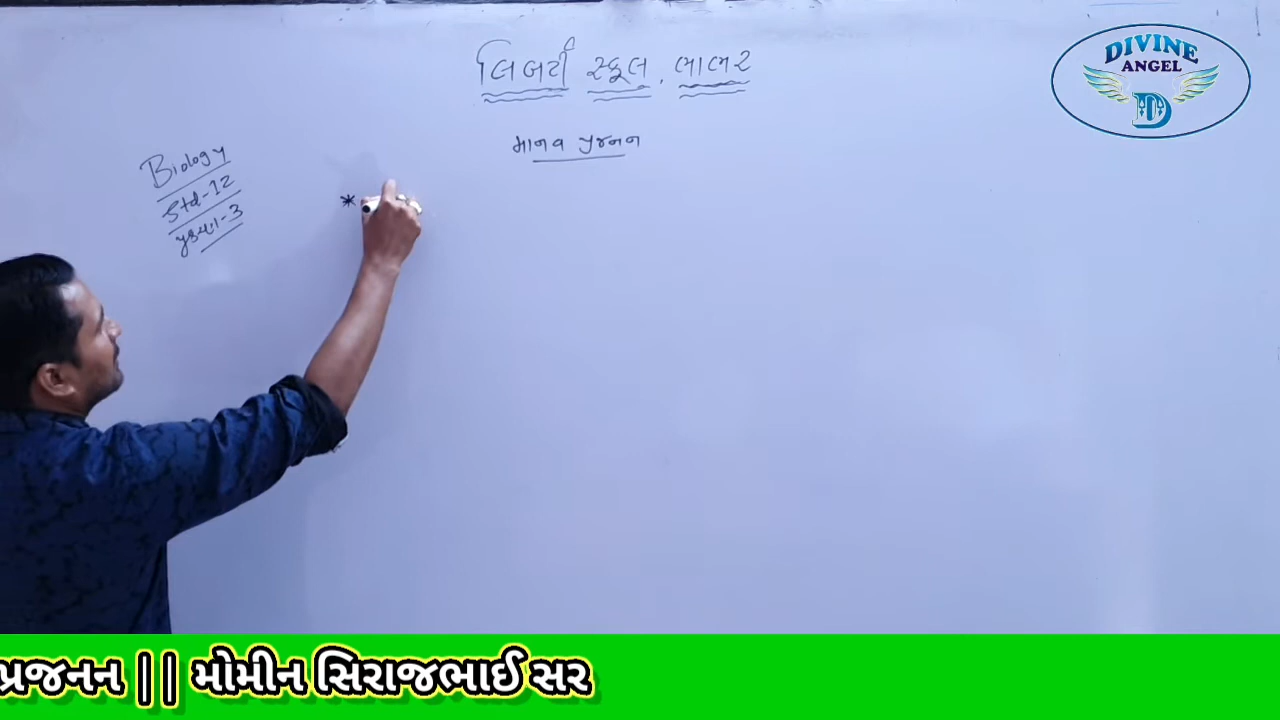 લિબર્ટી સ્કૂલ, ભાભર
માનવ પ્રજનન
Biology
Std-12
પ્રકરણ-3
*
DIVINE
ANGEL
D
પ્રજનન || મોમીન સિરાજભાઈ સર